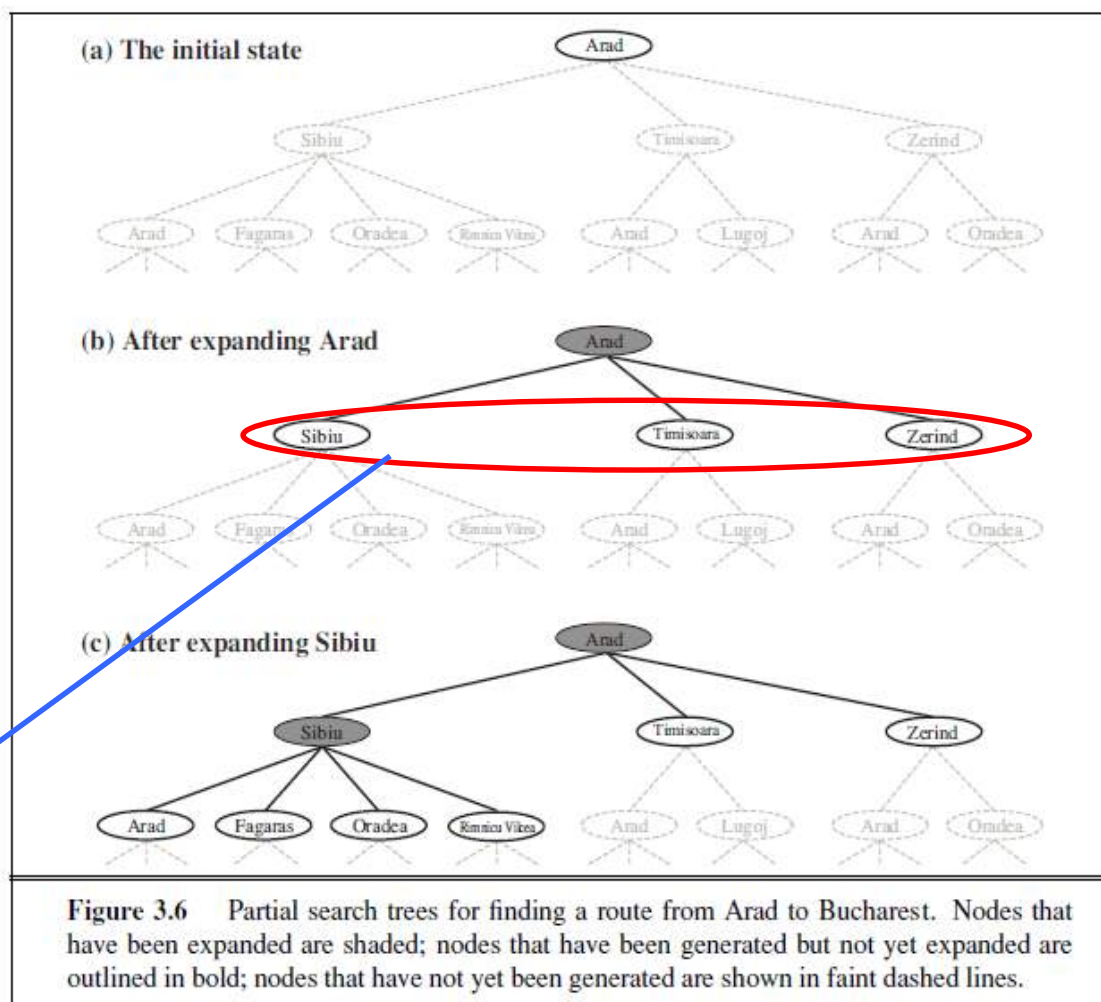 (a) The initial state
Arad
Sibiu Timisoara Zerind
Arad Fagaras Oradea Rimnicu Vilcea Arad Lugoj Arad Oradea
(b) After expanding Arad
Arad
Sibiu Timisoara Zerind
Arad Fagaras Oradea Rimnicu Vilcea Arad Lugoj Arad Oradea
(c) After expanding Sibiu
Arad
Sibiu Timisoara Zerind
Arad Fagaras Oradea Rimnicu Vilcea Arad Lugoj Arad Oradea
Figure 3.6 Partial search trees for finding a route from Arad to Bucharest. Nodes that
have been expanded are shaded; nodes that have been generated but not yet expanded are
outlined in bold; nodes that have not yet been generated are shown in faint dashed lines.